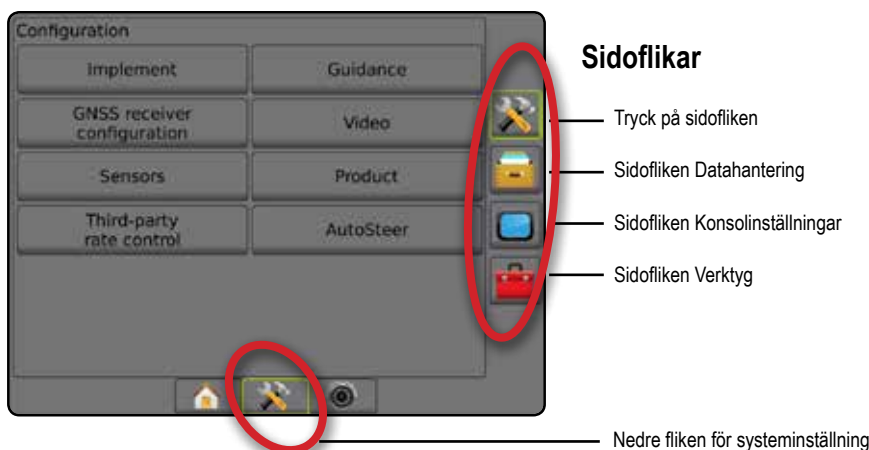 Configuration
Implement
Guidance
GNSS receiver
configuration
Video
Sensors
Product
Third-party
rate control
AutoSteer
Sidoflikar
Tryck på sidofliken
Sidofliken Datahantering
Sidofliken Konsolinställningar
Sidofliken Verktyg
Nedre fliken för systeminställning